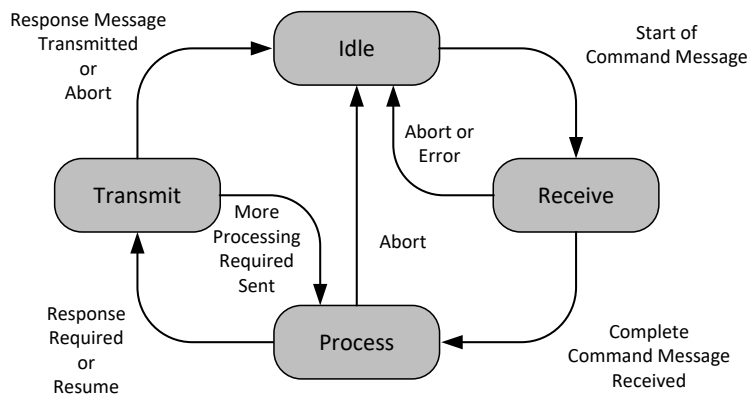 Response Message
Transmitted
or
Abort
Idle
Start of
Command Message
Abort or
Error
Transmit
Receive
More
Processing
Required
Sent
Abort
Response
Required
or
Resume
Process
Complete
Command Message
Received